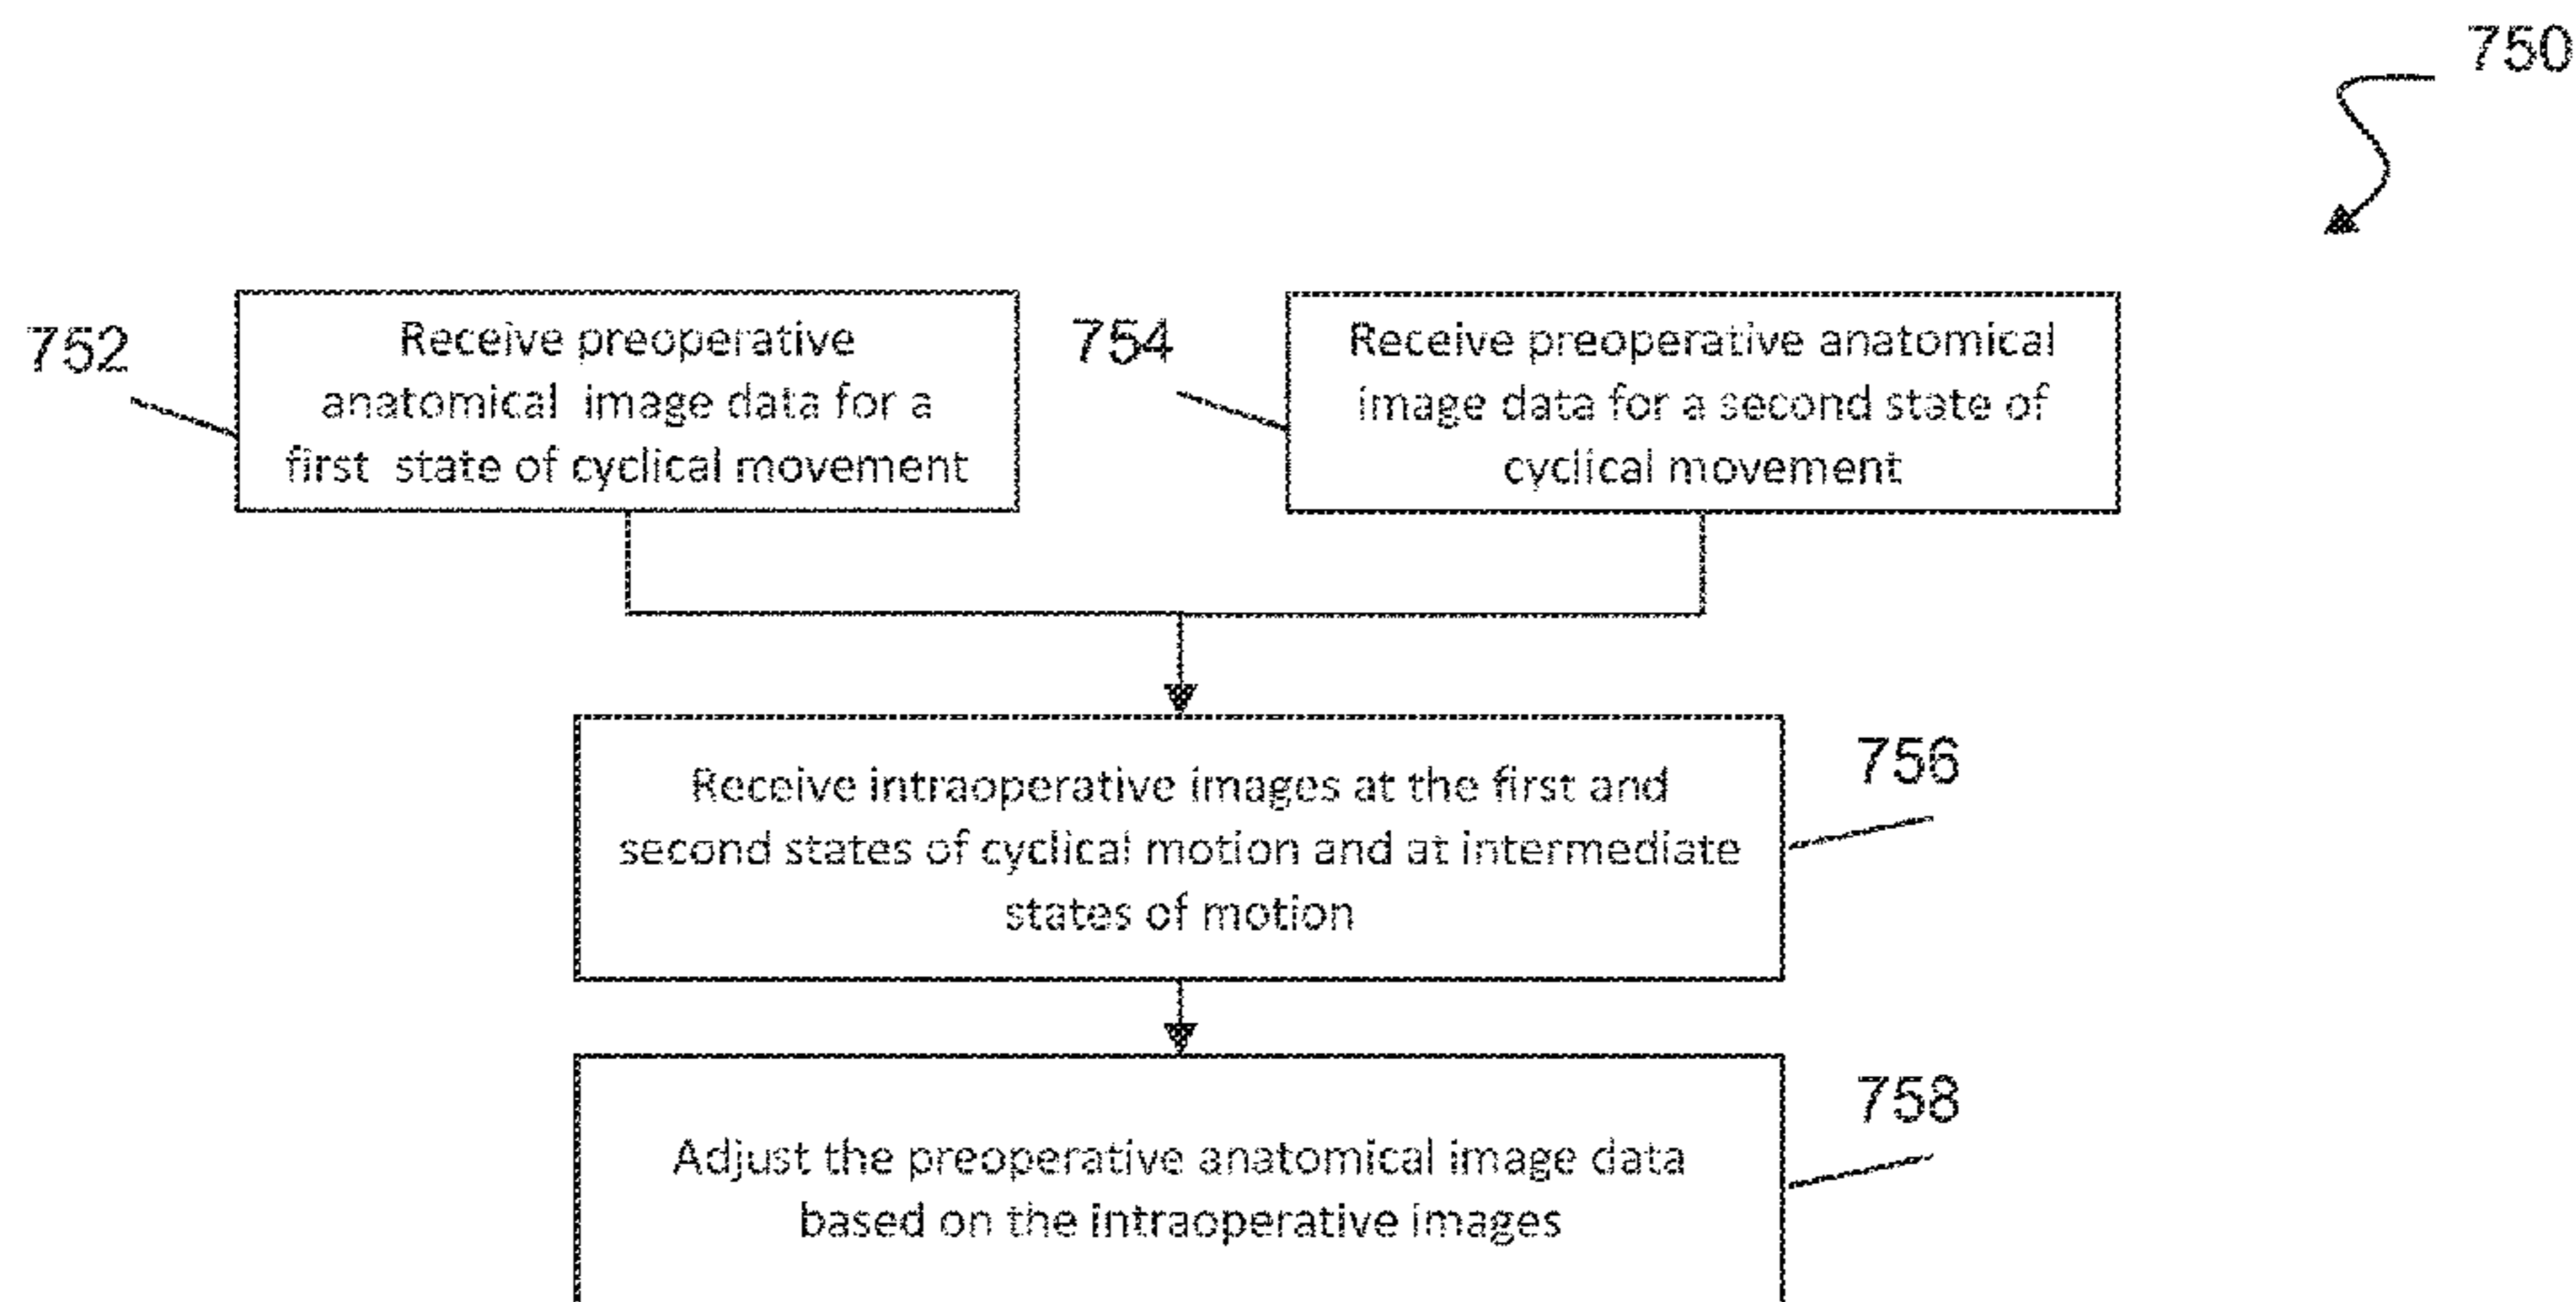 750
752
Receive preoperative
anatomical image data for a
first state of cyclical movement
754
Receive preoperative anatomical
image data for a second state of
cyclical movement
Receive intraoperative images at the first and
second states of cyclical motion and at intermediate
states of motion
756
Adjust the preoperative anatomical image data
based on the intraoperative images
758